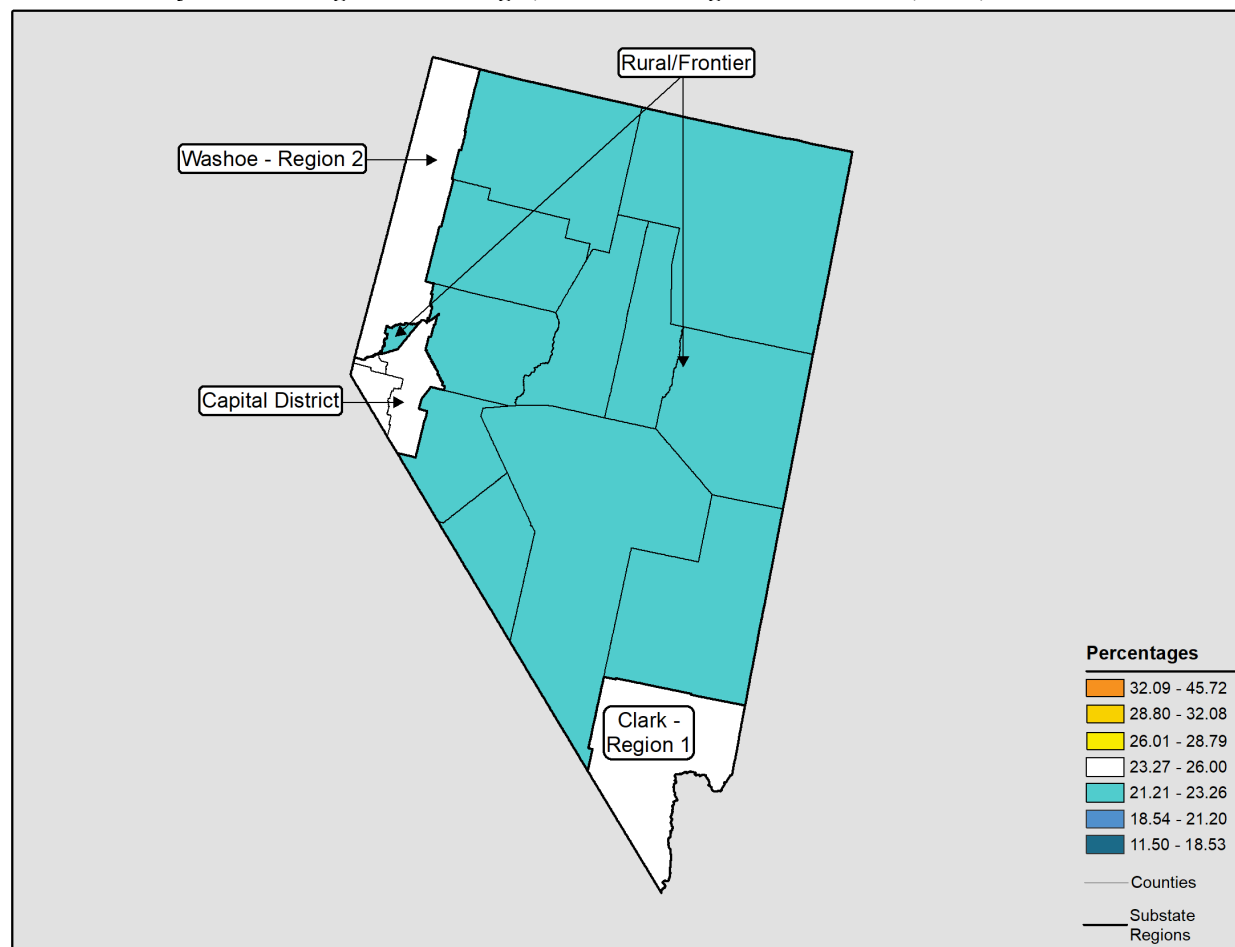 Rural/Frontier
Washoe - Region 2
Capital District
Clark -
Region 1
Percentages
32.09 - 45.72
28.80 - 32.08
26.01 - 28.79
23.27 - 26.00
21.21 - 23.26
18.54 - 21.20
11.50 - 18.53
Counties
Substate
Regions